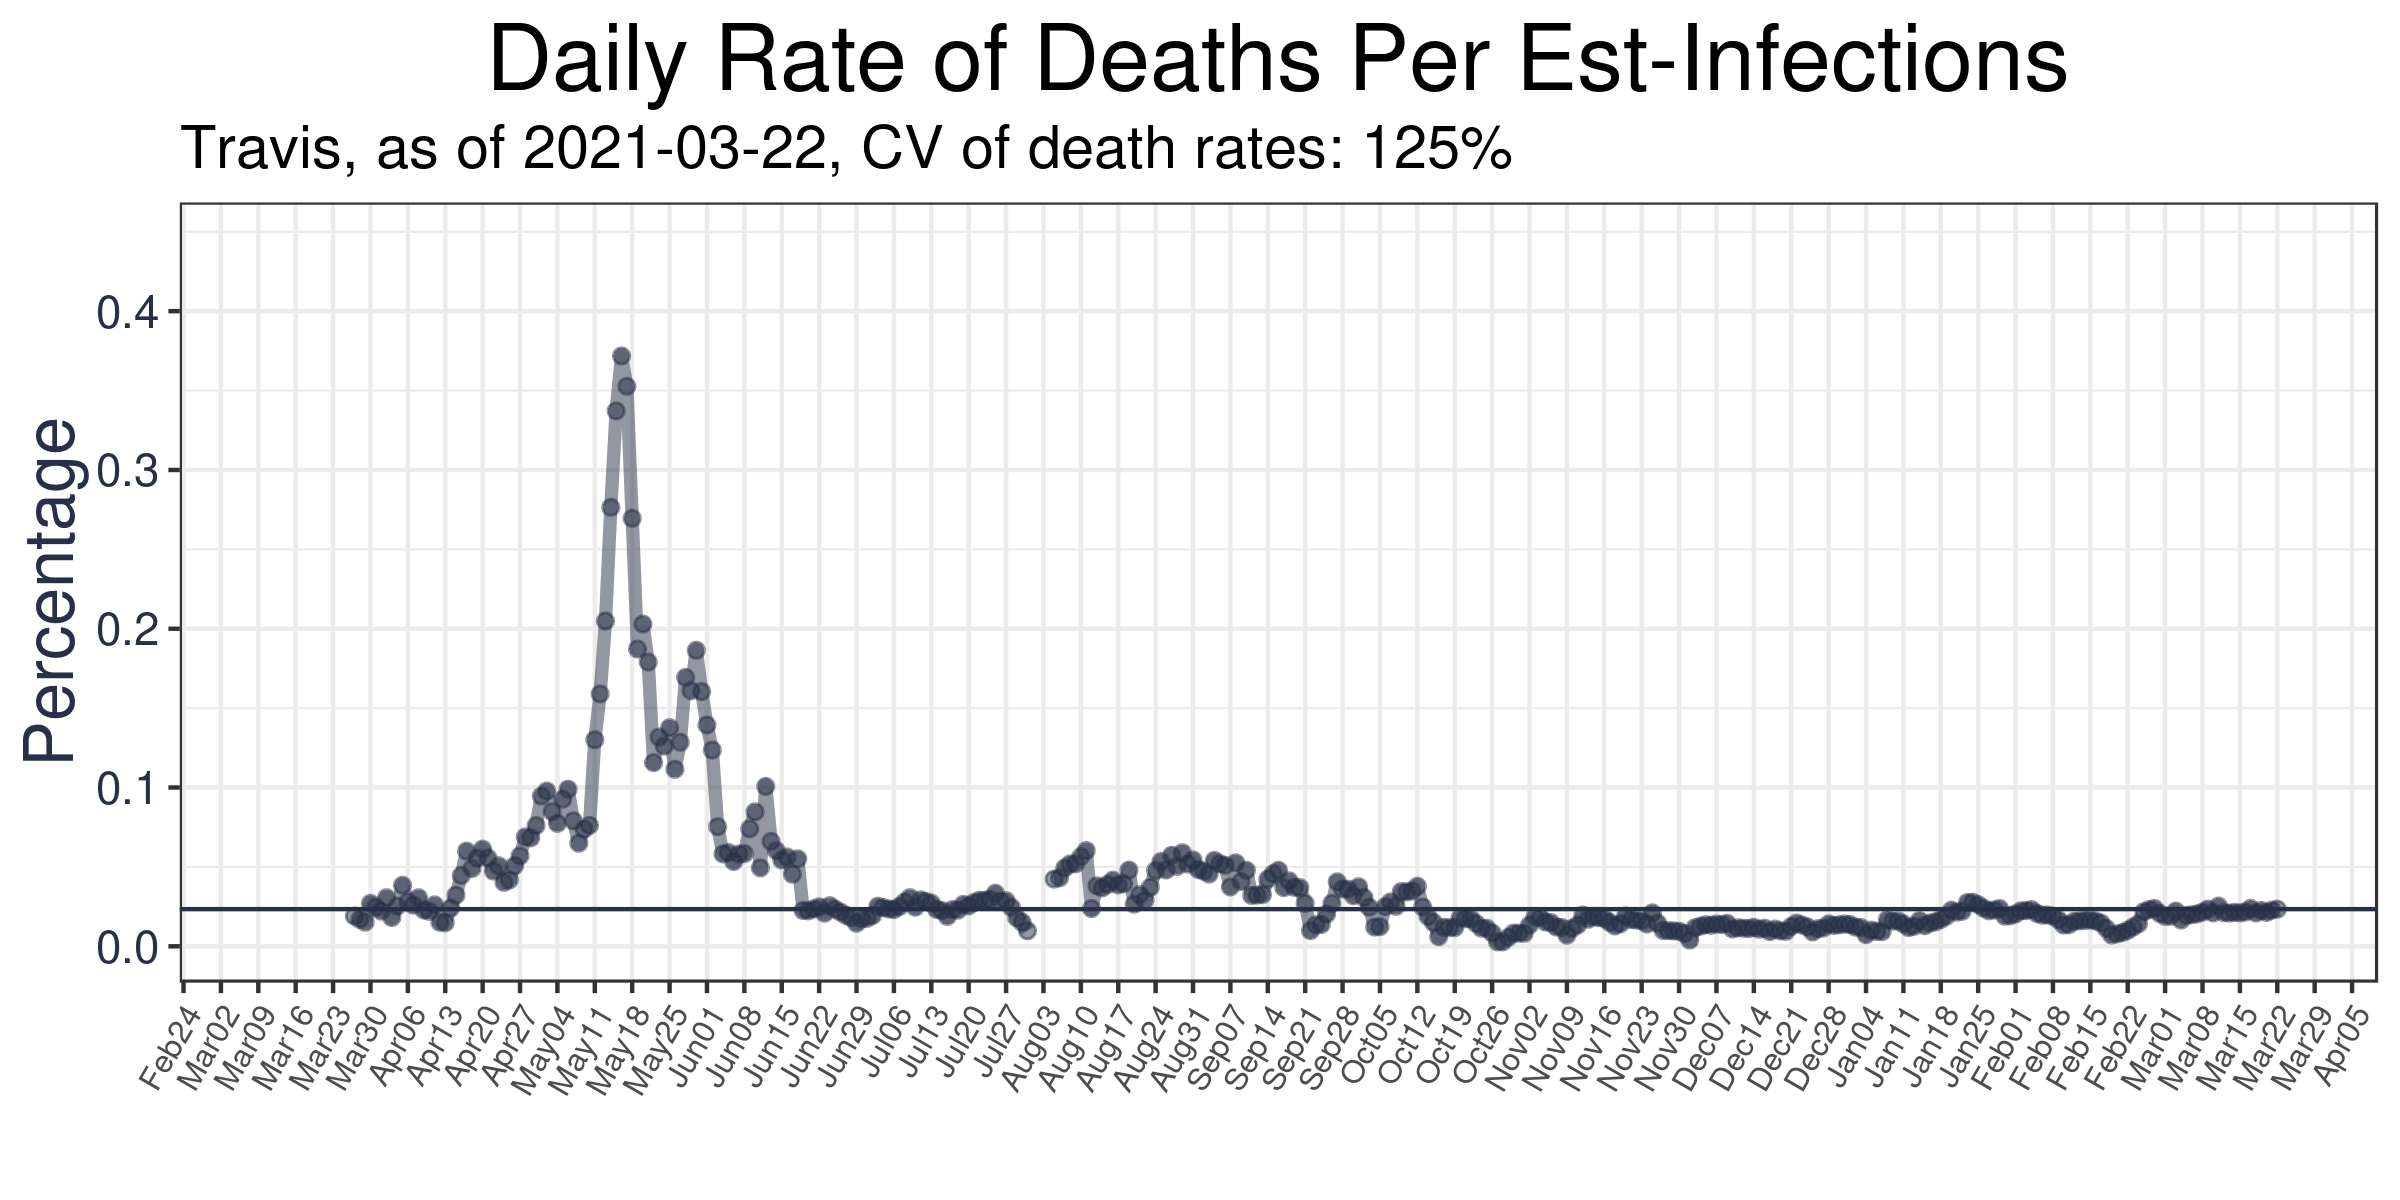 Daily Rate of Deaths Per Est-Infections
Travis, as of 2021-03-22, CV of death rates: 125%
Percentage
0.4
0.3
0.2
0.1
0.0
Feb24 Mar02 Mar09 Mar16 Mar23 Mar30 Apr06 Apr13 Apr20 Apr27 May04 May11 May18 May25 Jun01 Jun08 Jun15 Jun22 Jun29 Jul06 Jul13 Jul20 Jul27 Aug03 Aug10 Aug17 Aug24 Aug31 Sep07 Sep14 Sep21 Sep28 Oct05 Oct12 Oct19 Oct26 Nov02 Nov09 Nov16 Nov23 Nov30 Dec07 Dec14 Dec21 Dec28 Jan04 Jan11 Jan18 Jan25 Feb01 Feb08 Feb15 Feb22 Mar01 Mar08 Mar15 Mar22 Mar29 Apr05